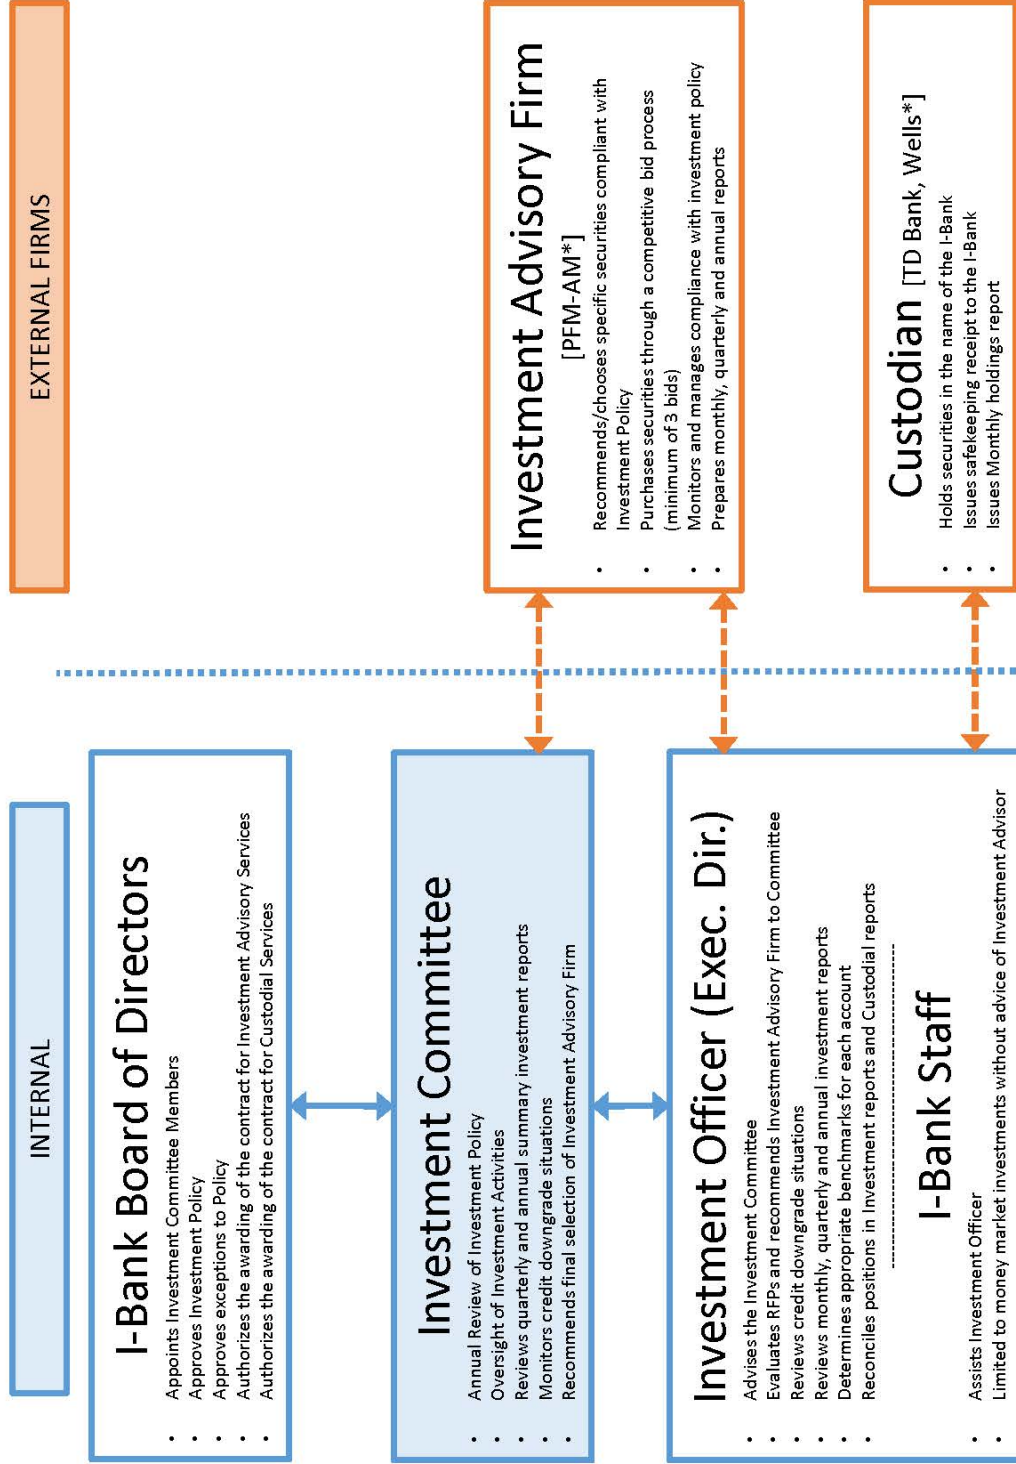 INTERNAL
EXTERNAL FIRMS
I-Bank Board of Directors
• Appoints Investment Committee Members
• Approves Investment Policy
• Approves exceptions to Policy
• Authorizes the awarding of the contract for Investment Advisory Services
• Authorizes the awarding of the contract for Custodial Services
Investment Committee
• Annual Review of Investment Policy
• Oversight of Investment Activities
• Reviews quarterly and annual summary investment reports
• Monitors credit downgrade situations
• Recommends final selection of Investment Advisory Firm
Investment Advisory Firm
[PFM-AM*]
• Recommends/chooses specific securities compliant with
Investment Policy
• Purchases securities through a competitive bid process
(minimum of 3 bids)
• Monitors and manages compliance with investment policy
• Prepares monthly, quarterly and annual reports
Investment Officer (Exec. Dir.)
• Advises the Investment Committee
• Evaluates RFPs and recommends Investment Advisory Firm to Committee
• Reviews credit downgrade situations
• Reviews monthly, quarterly and annual investment reports
• Determines appropriate benchmarks for each account
• Reconciles positions in Investment reports and Custodial reports
I-Bank Staff
• Assists Investment Officer
• Limited to money market investments without advice of Investment Advisor
Custodian [TD Bank, Wells*]
• Holds securities in the name of the I-Bank
• Issues safekeeping receipt to the I-Bank
• Issues Monthly holdings report